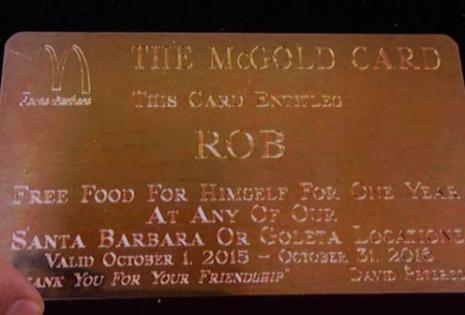 THE McGOLD CARD
THIS CARD ENTITLES
ROB
FREE FOOD FOR HIMSELF FOR ONE YEAR
AT ANY OF OUR
SANTA BARBARA OR GOLETA LOCATIONS
VALID OCTOBER 1, 2015 – OCTOBER 31, 2016
THANK YOU FOR YOUR FRIENDSHIP" DAVID